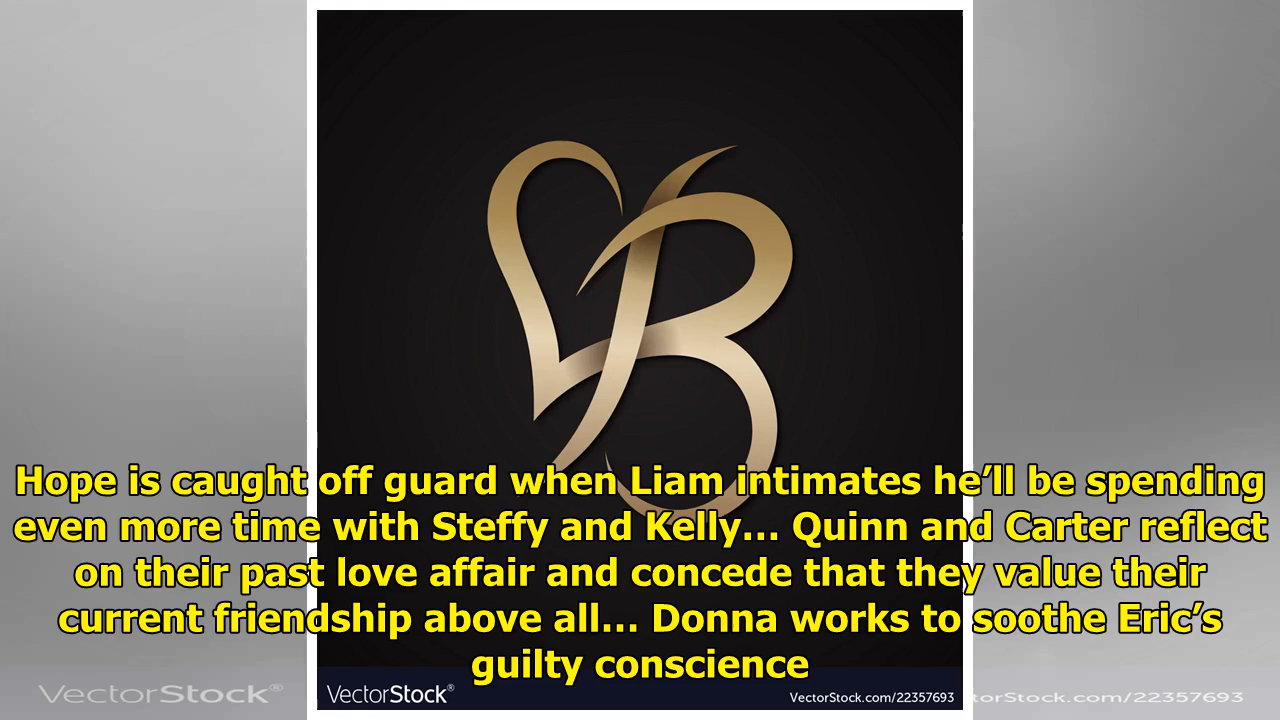 Hope is caught off guard when Liam intimates he’ll be spending
even more time with Steffy and Kelly... Quinn and Carter reflect
on their past love affair and concede that they value their
current friendship above all... Donna works to soothe Eric’s
guilty conscience
VectorStock®
VectorStock®
VectorStock.com/22357693
torStock.com/22357693